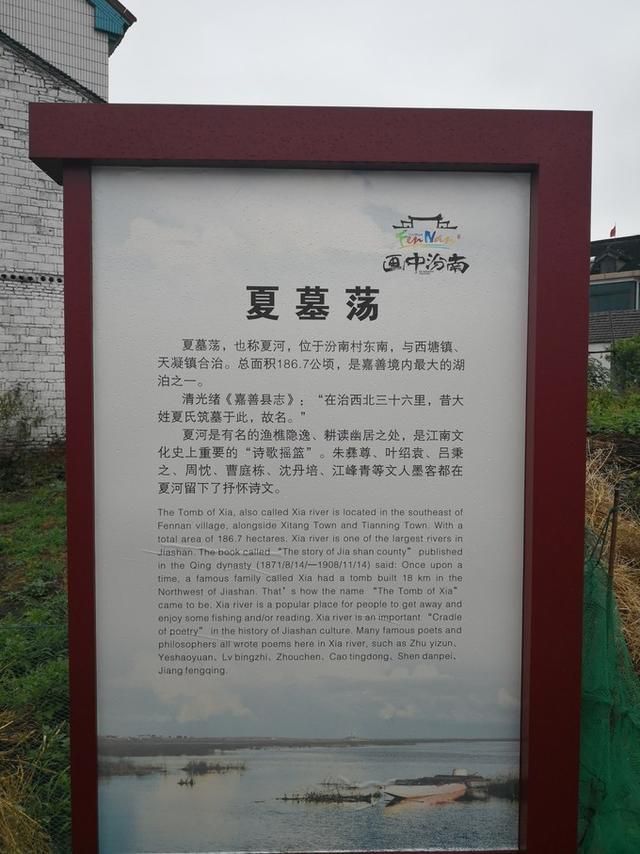 FenNan
画中汾南
夏墓荡
夏墓荡，也称夏河，位于汾南村东南，与西塘镇、
天凝镇合治。总面积186.7公顷，是嘉善境内最大的湖
泊之一。
清光绪《嘉善县志》：“在治西北三十六里，昔大
姓夏氏筑墓于此，故名。”
夏河是有名的渔樵隐逸、耕读幽居之处，是江南文
化史上重要的“诗歌摇篮”。朱彝尊、叶绍袁、吕秉
之、周忱、曹庭栋、沈丹培、江峰青等文人墨客都在
夏河留下了抒怀诗文。
The Tomb of Xia, also called Xia river is located in the southeast of
Fennan village, alongside Xitang Town and Tianning Town. With a
total area of 186.7 hectares. Xia river is one of the largest rivers in
Jiashan. The book called “The story of Jia shan county” published
in the Qing dynasty (1871/8/14—1908/11/14) said: Once upon a
time, a famous family called Xia had a tomb built 18 km in the
Northwest of Jiashan. That's how the name “The Tomb of Xia”
came to be. Xia river is a popular place for people to get away and
enjoy some fishing and/or reading. Xia river is an important “Cradle
of poetry” in the history of Jiashan culture. Many famous poets and
philosophers all wrote poems here in Xia river, such as Zhu yizun、
Yeshaoyuan、Lv bingzhi、Zhouchen、Cao tingdong、Shen danpei、
Jiang fengqing.